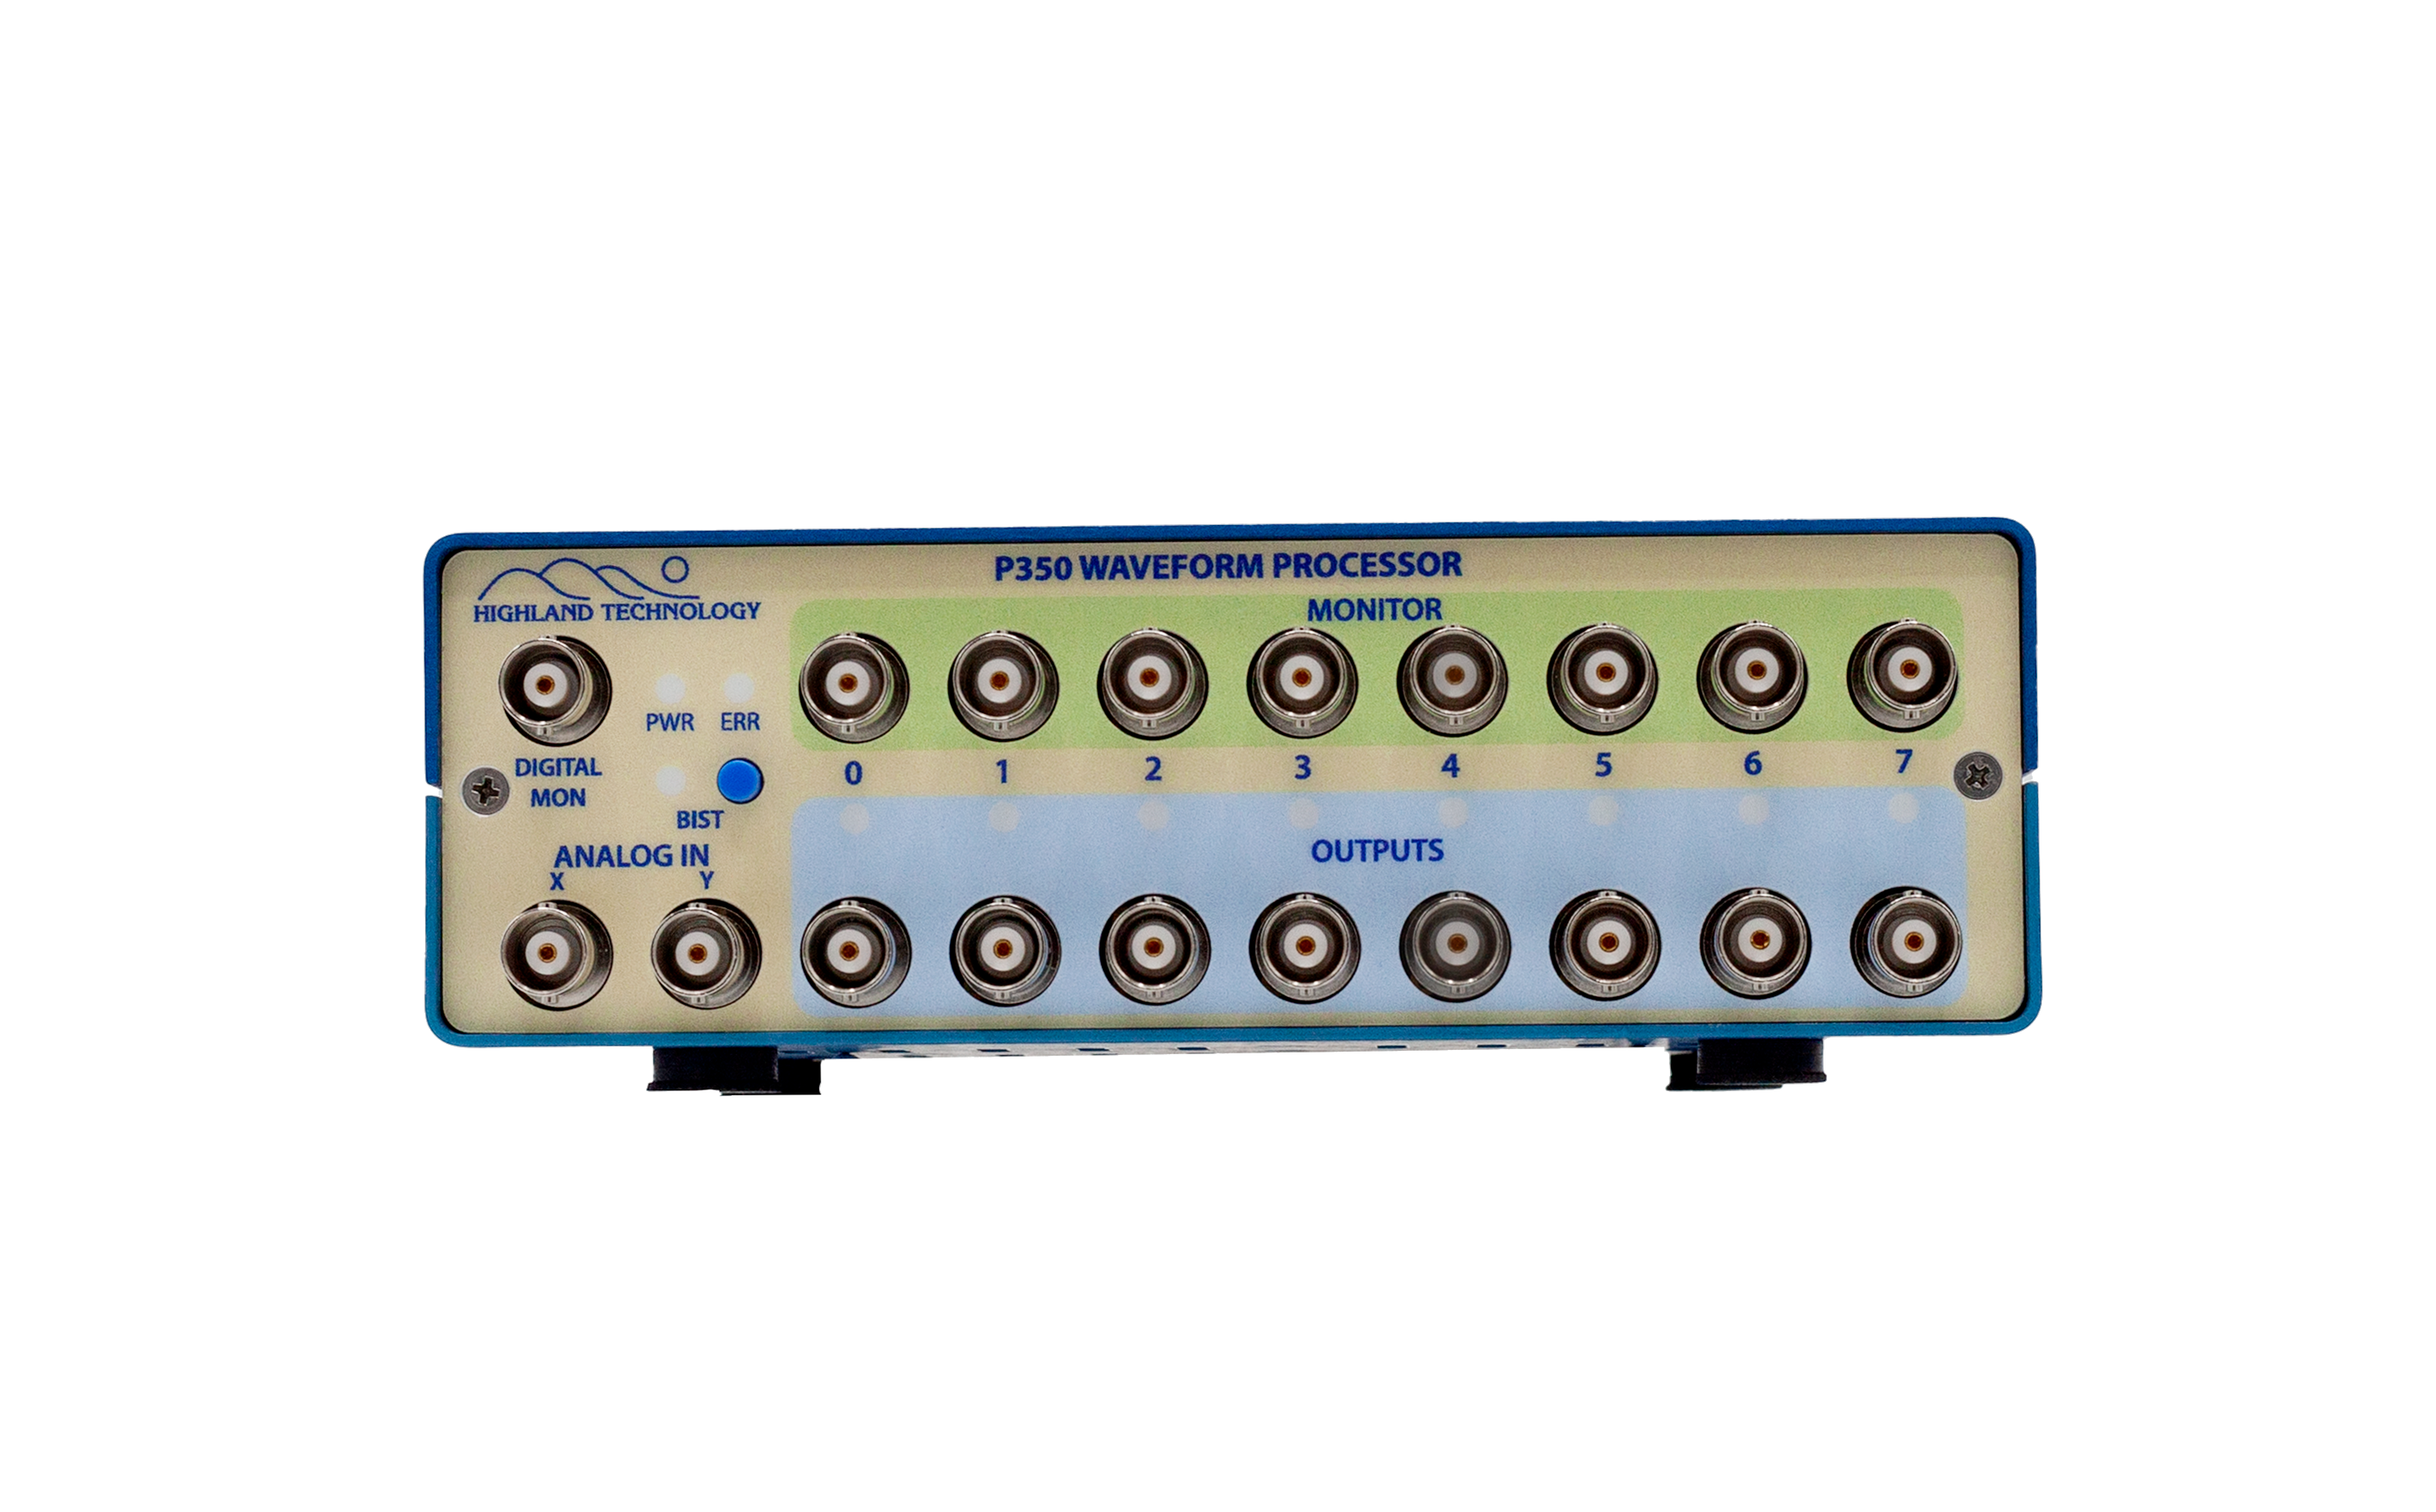 HIGHLAND TECHNOLOGY
P350 WAVEFORM PROCESSOR
MONITOR
PWR ERR
DIGITAL
MON
BIST
0 1 2 3 4 5 6 7
OUTPUTS
ANALOG IN
X Y